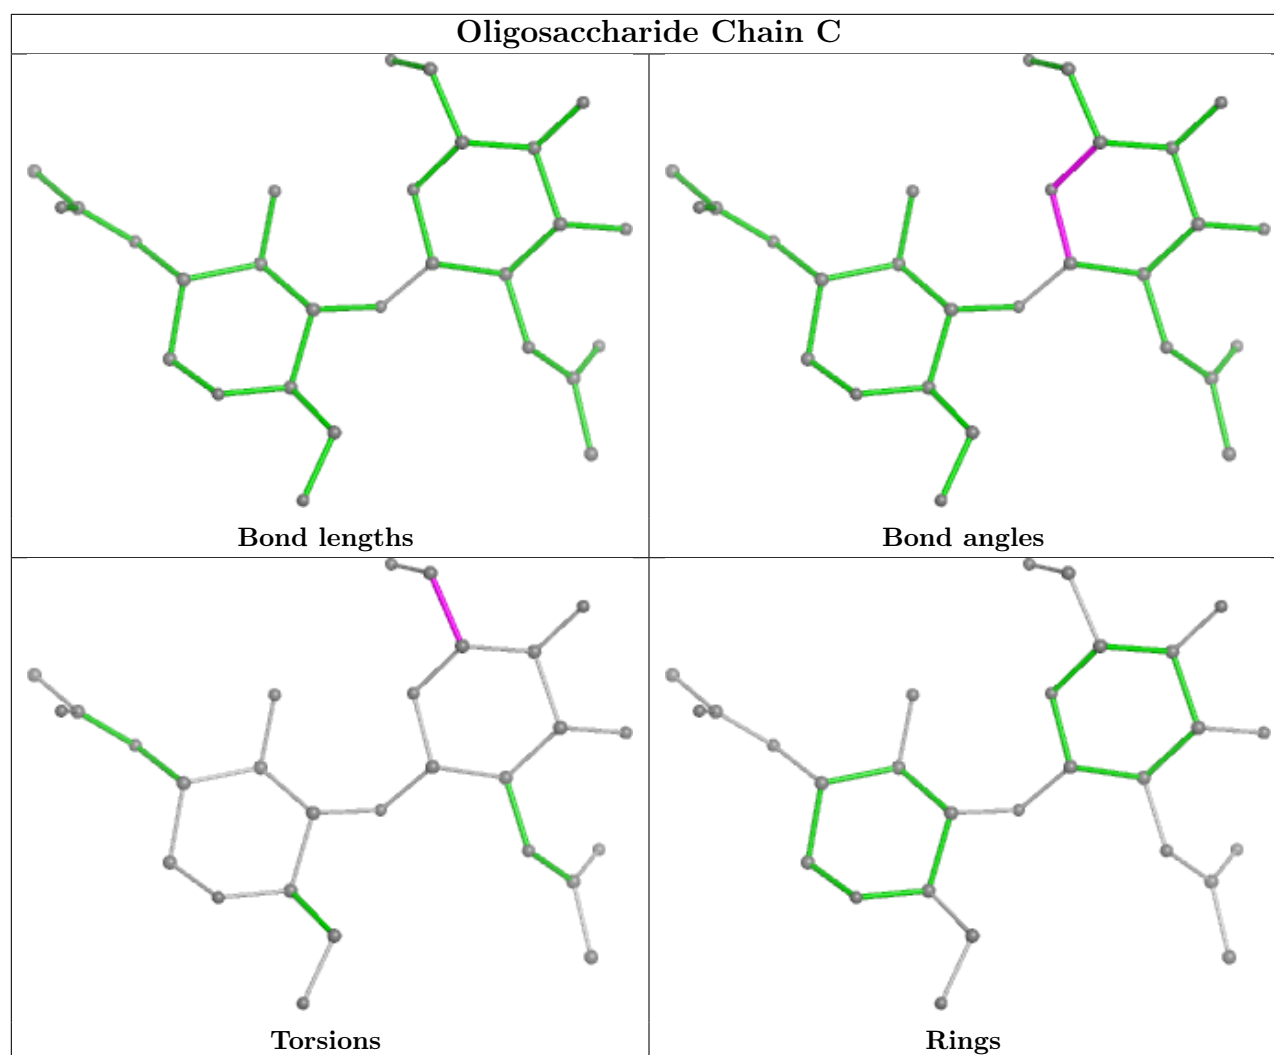 Oligosaccharide Chain C
Bond lengths
Bond angles
Torsions
Rings